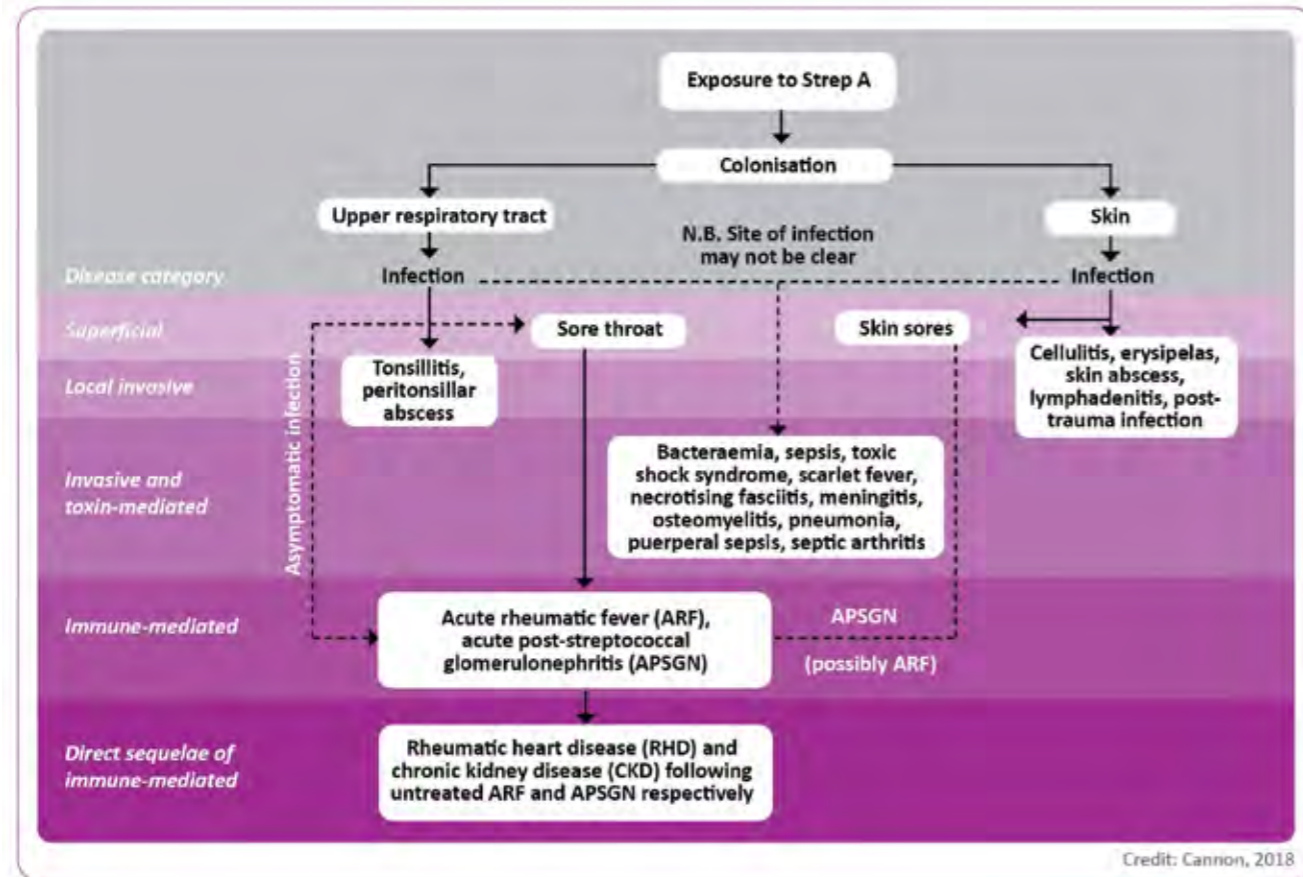 Exposure to Strep A
Colonisation
Upper respiratory tract
Skin
N.B. Site of infection
may not be clear
Disease category
Infection
Infection
Superficial
Sore throat
Skin sores
Local invasive
Tonsillitis,
peritonsillar
abscess
Cellulitis, erysipelas,
skin abscess,
lymphadenitis, post-
trauma infection
Asymptomatic infection
Invasive and
toxin-mediated
Bacteraemia, sepsis, toxic
shock syndrome, scarlet fever,
necrotising fasciitis, meningitis,
osteomyelitis, pneumonia,
puerperal sepsis, septic arthritis
Immune-mediated
Acute rheumatic fever (ARF),
acute post-streptococcal
glomerulonephritis (APSGN)
APSGN
(possibly ARF)
Direct sequelae of
immune-mediated
Rheumatic heart disease (RHD) and
chronic kidney disease (CKD) following
untreated ARF and APSGN respectively
Credit: Cannon, 2018